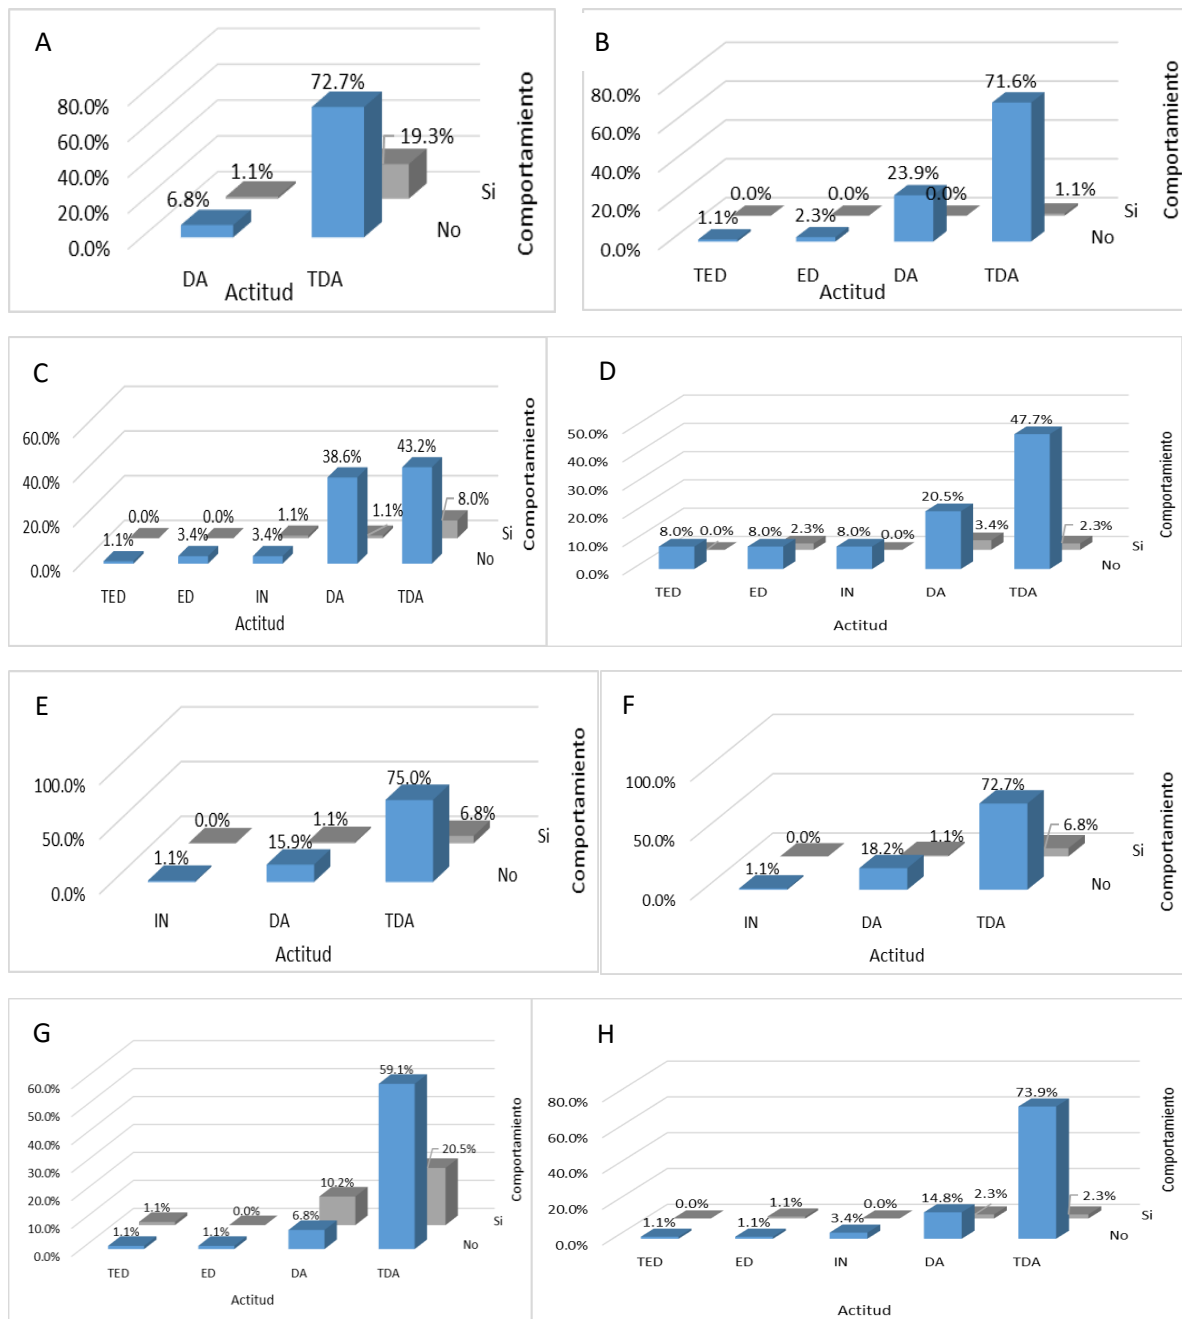 A
72.7%
80.0%
60.0%
40.0%
20.0%
0.0%
6.8%
1.1%
19.3%
Si
No
DA
TDA
Actitud
Comportamiento
B
71.6%
80.0%
60.0%
40.0%
20.0%
0.0%
1.1%
0.0%
2.3%
0.0%
23.9%
0.0%
1.1%
Si
No
TED
ED
DA
TDA
Actitud
Comportamiento
C
60.0%
40.0%
20.0%
0.0%
1.1%
0.0%
3.4%
0.0%
3.4%
1.1%
38.6%
1.1%
43.2%
8.0%
Si
No
TED
ED
IN
DA
TDA
Actitud
Comportamiento
D
50.0%
40.0%
30.0%
20.0%
10.0%
0.0%
8.0%
0.0%
8.0%
2.3%
8.0%
0.0%
20.5%
3.4%
47.7%
2.3%
Si
No
TED
ED
IN
DA
TDA
Actitud
Comportamiento
E
100.0%
50.0%
0.0%
1.1%
0.0%
15.9%
1.1%
75.0%
6.8%
Si
No
IN
DA
TDA
Actitud
Comportamiento
F
100.0%
50.0%
0.0%
1.1%
0.0%
18.2%
1.1%
72.7%
6.8%
Si
No
IN
DA
TDA
Actitud
Comportamiento
G
60.0%
50.0%
40.0%
30.0%
20.0%
10.0%
0.0%
1.1%
1.1%
1.1%
0.0%
6.8%
10.2%
59.1%
20.5%
Si
No
TED
ED
DA
TDA
Actitud
Comportamiento
H
80.0%
60.0%
40.0%
20.0%
0.0%
1.1%
0.0%
1.1%
1.1%
3.4%
0.0%
14.8%
2.3%
73.9%
2.3%
Si
No
TED
ED
IN
DA
TDA
Actitud
Comportamiento